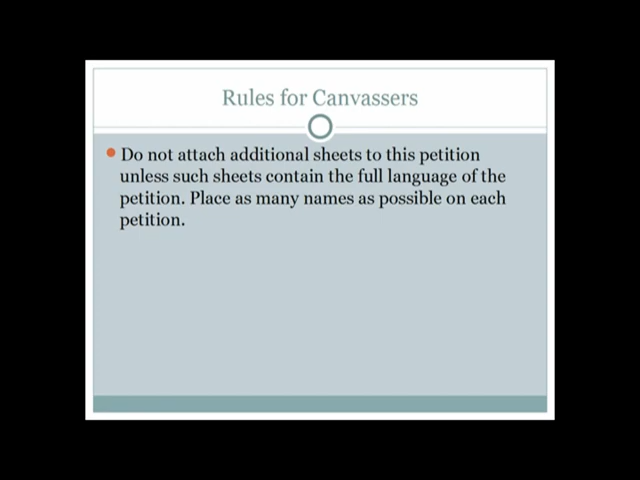 Rules for Canvassers
Do not attach additional sheets to this petition
unless such sheets contain the full language of the
petition. Place as many names as possible on each
petition.